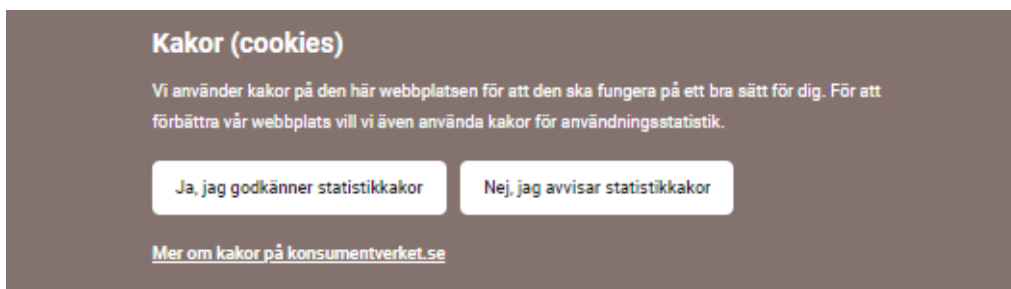 Kakor (cookies)
Vi använder kakor på den här webbplatsen för att den ska fungera på ett bra sätt för dig. För att
förbättra vår webbplats vill vi även använda kakor för användningsstatistik.
Ja, jag godkänner statistikkakor
Nej, jag avvisar statistikkakor
Mer om kakor på konsumentverket.se